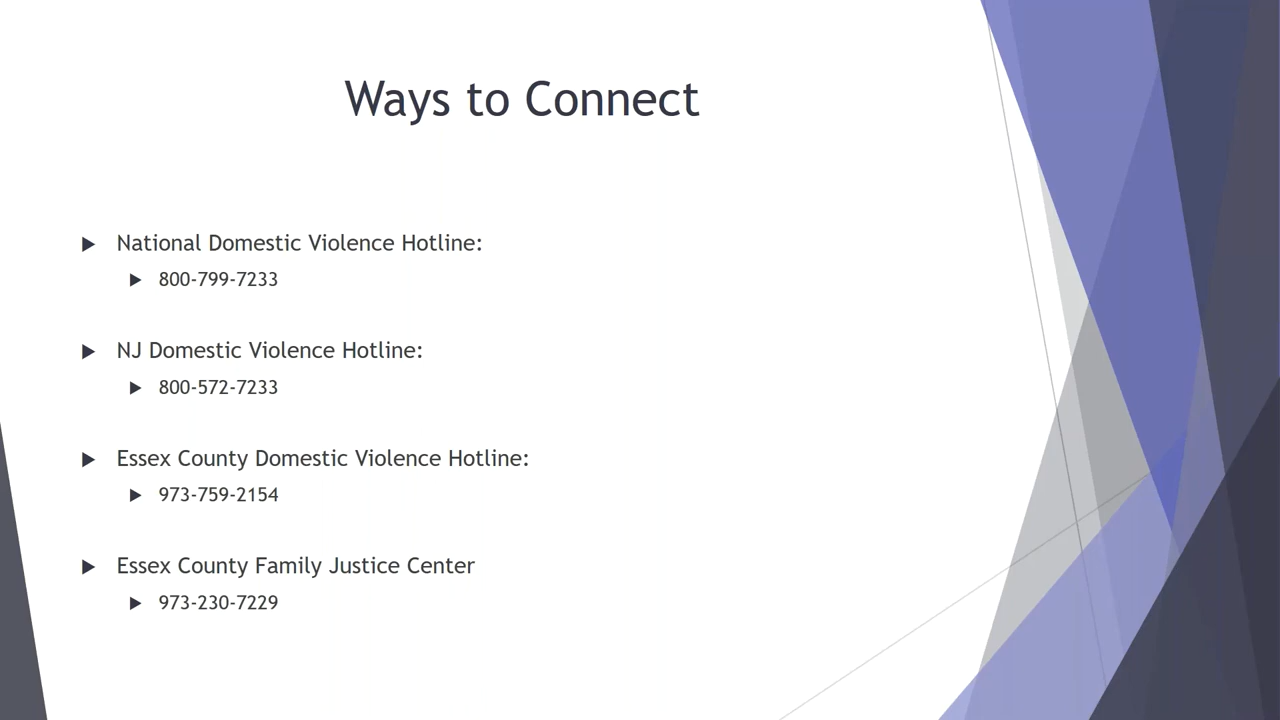 Ways to Connect
National Domestic Violence Hotline:
800-799-7233
NJ Domestic Violence Hotline:
800-572-7233
Essex County Domestic Violence Hotline:
973-759-2154
Essex County Family Justice Center
973-230-7229